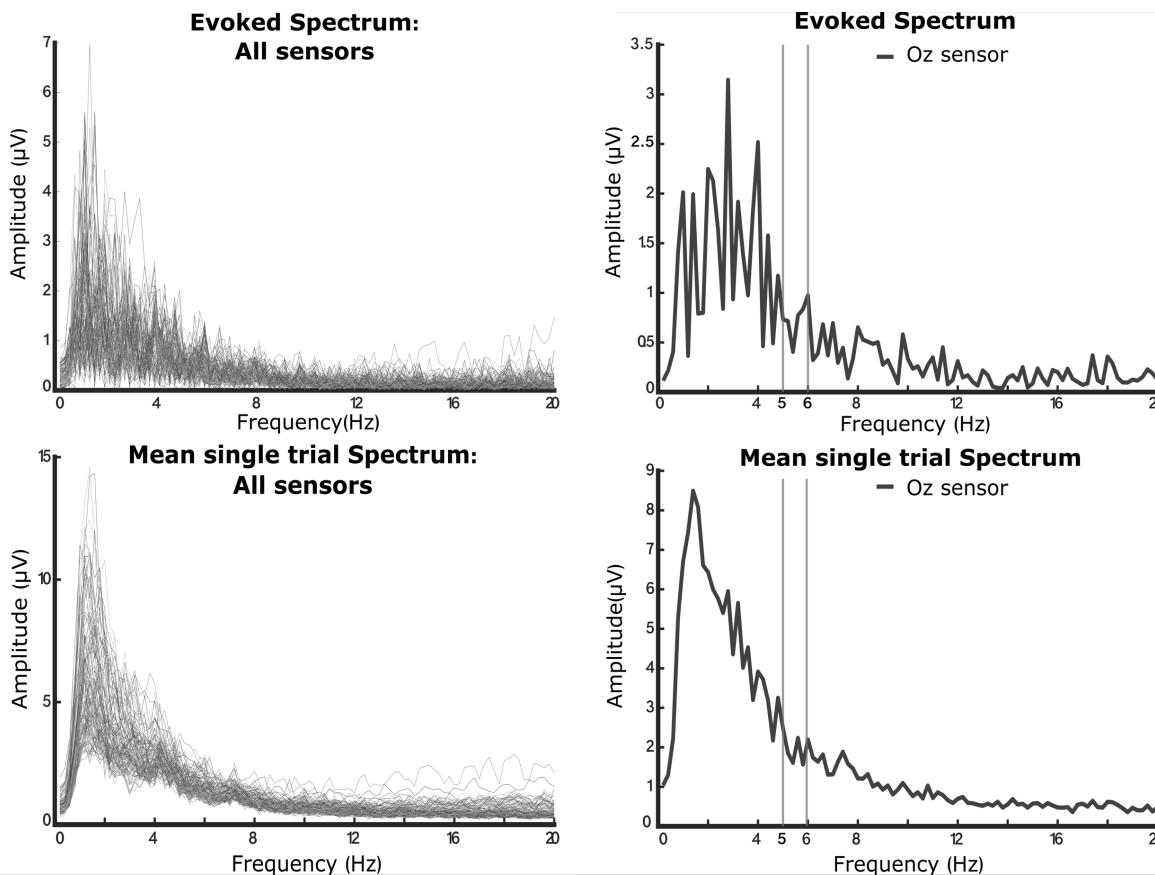 Evoked Spectrum:
All sensors
Amplitude (µV)
7
6
5
4
3
2
1
0
0 4 8 12 16 20
Frequency(Hz)
Evoked Spectrum
Oz sensor
Amplitude (µV)
3.5
3
2.5
2
1.5
1
05
0
0 4 5 6 8 12 16 2
Frequency (Hz)
Mean single trial Spectrum:
All sensors
Amplitude (µV)
15
10
5
0
0 4 8 12 16 20
Frequency (Hz)
Mean single trial Spectrum
Oz sensor
Amplitude(µV)
9
8
7
6
5
4
3
2
1
0
0 4 5 6 8 12 16 2
Frequency (Hz)